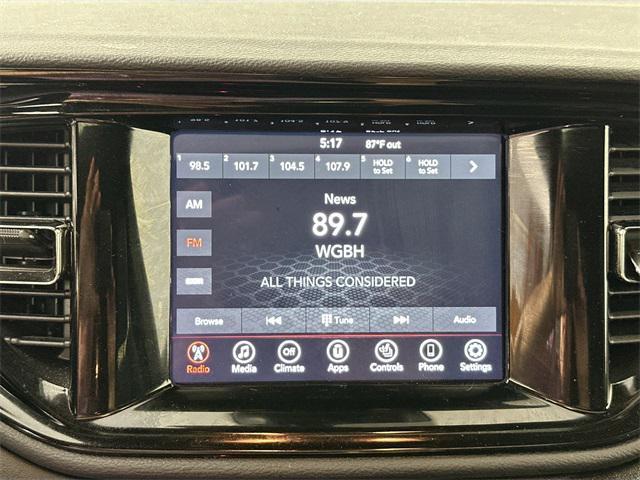 5:17 87°F out
1 98.5 2 101.7 3 104.5 4 107.9 5 HOLD to Set 6 HOLD to Set
AM
News
89.7
FM
WGBH
ALL THINGS CONSIDERED
Browse Tune Audio
Radio Media Off Climate Apps Controls Phone Settings